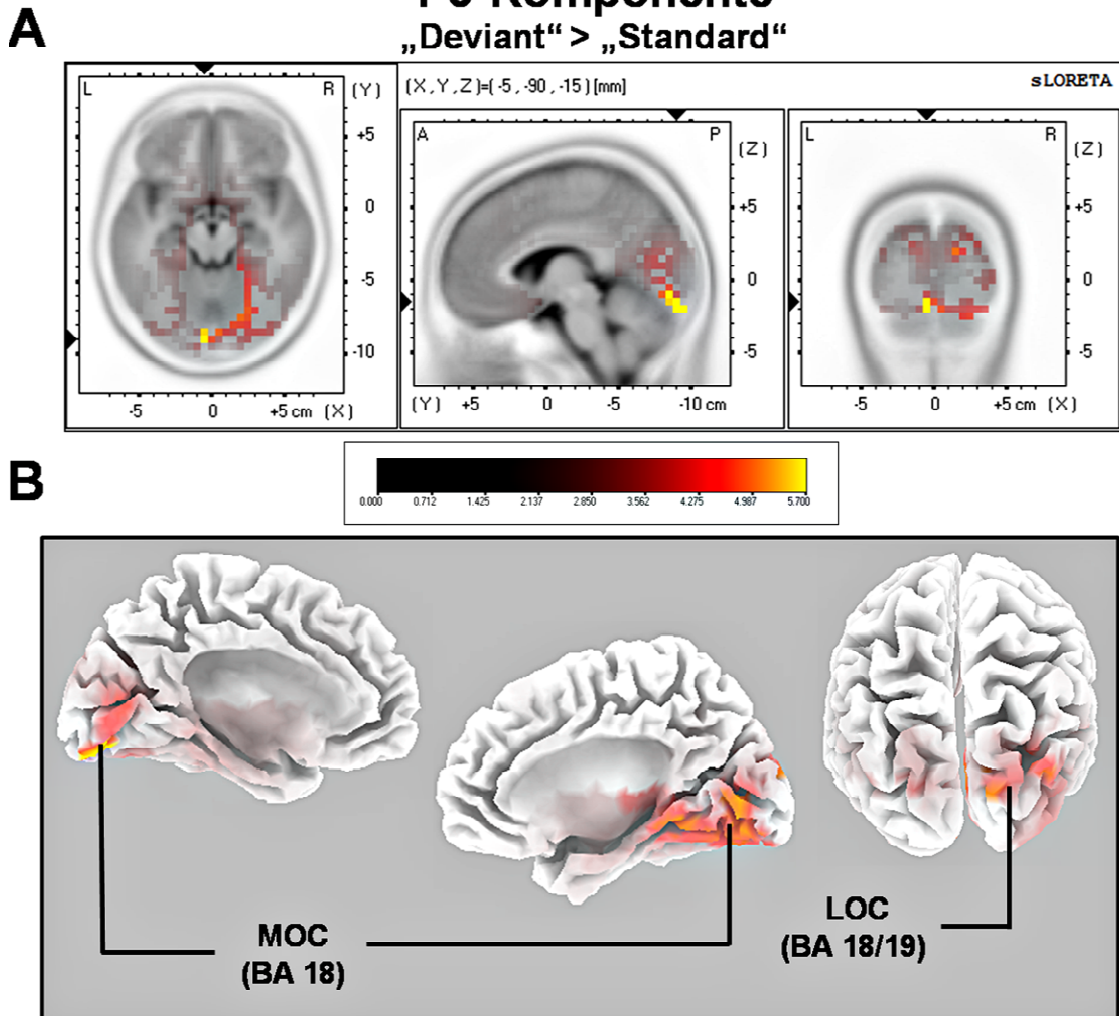 A
„Deviant“ > „Standard“
(X,Y,Z)=(-5,-90,-15)[mm]
sLORETA
L R (Y)
+5
0
-5
-10
-5 0 +5 cm (X)
A P (Z)
+5
0
-5
(Y) +5 0 -5 -10 cm
L R (Z)
+5
0
-5
-5 0 +5 cm (X)
B
0.000 0.712 1.425 2.137 2.850 3.562 4.275 4.987 5.700
MOC
(BA 18)
LOC
(BA 18/19)